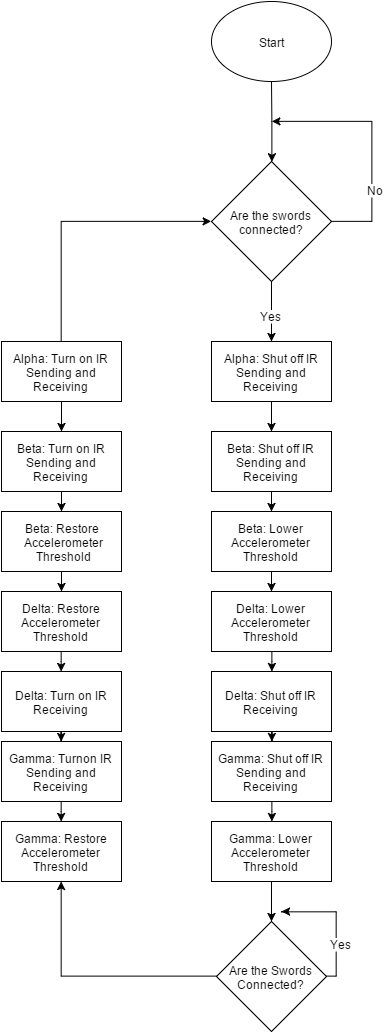 Start
No
Are the swords
connected?
Yes
Alpha: Turn on IR
Sending and
Receiving
Alpha: Shut off IR
Sending and
Receiving
Beta: Turn on IR
Sending and
Receiving
Beta: Shut off IR
Sending and
Receiving
Beta: Restore
Accelerometer
Threshold
Beta: Lower
Accelerometer
Threshold
Delta: Restore
Accelerometer
Threshold
Delta: Lower
Accelerometer
Threshold
Delta: Turn on IR
Receiving
Delta: Shut off IR
Receiving
Gamma: Turnon IR
Sending and
Receiving
Gamma: Shut off IR
Sending and
Receiving
Gamma: Restore
Accelerometer
Threshold
Gamma: Lower
Accelerometer
Threshold
Yes
Are the Swords
Connected?